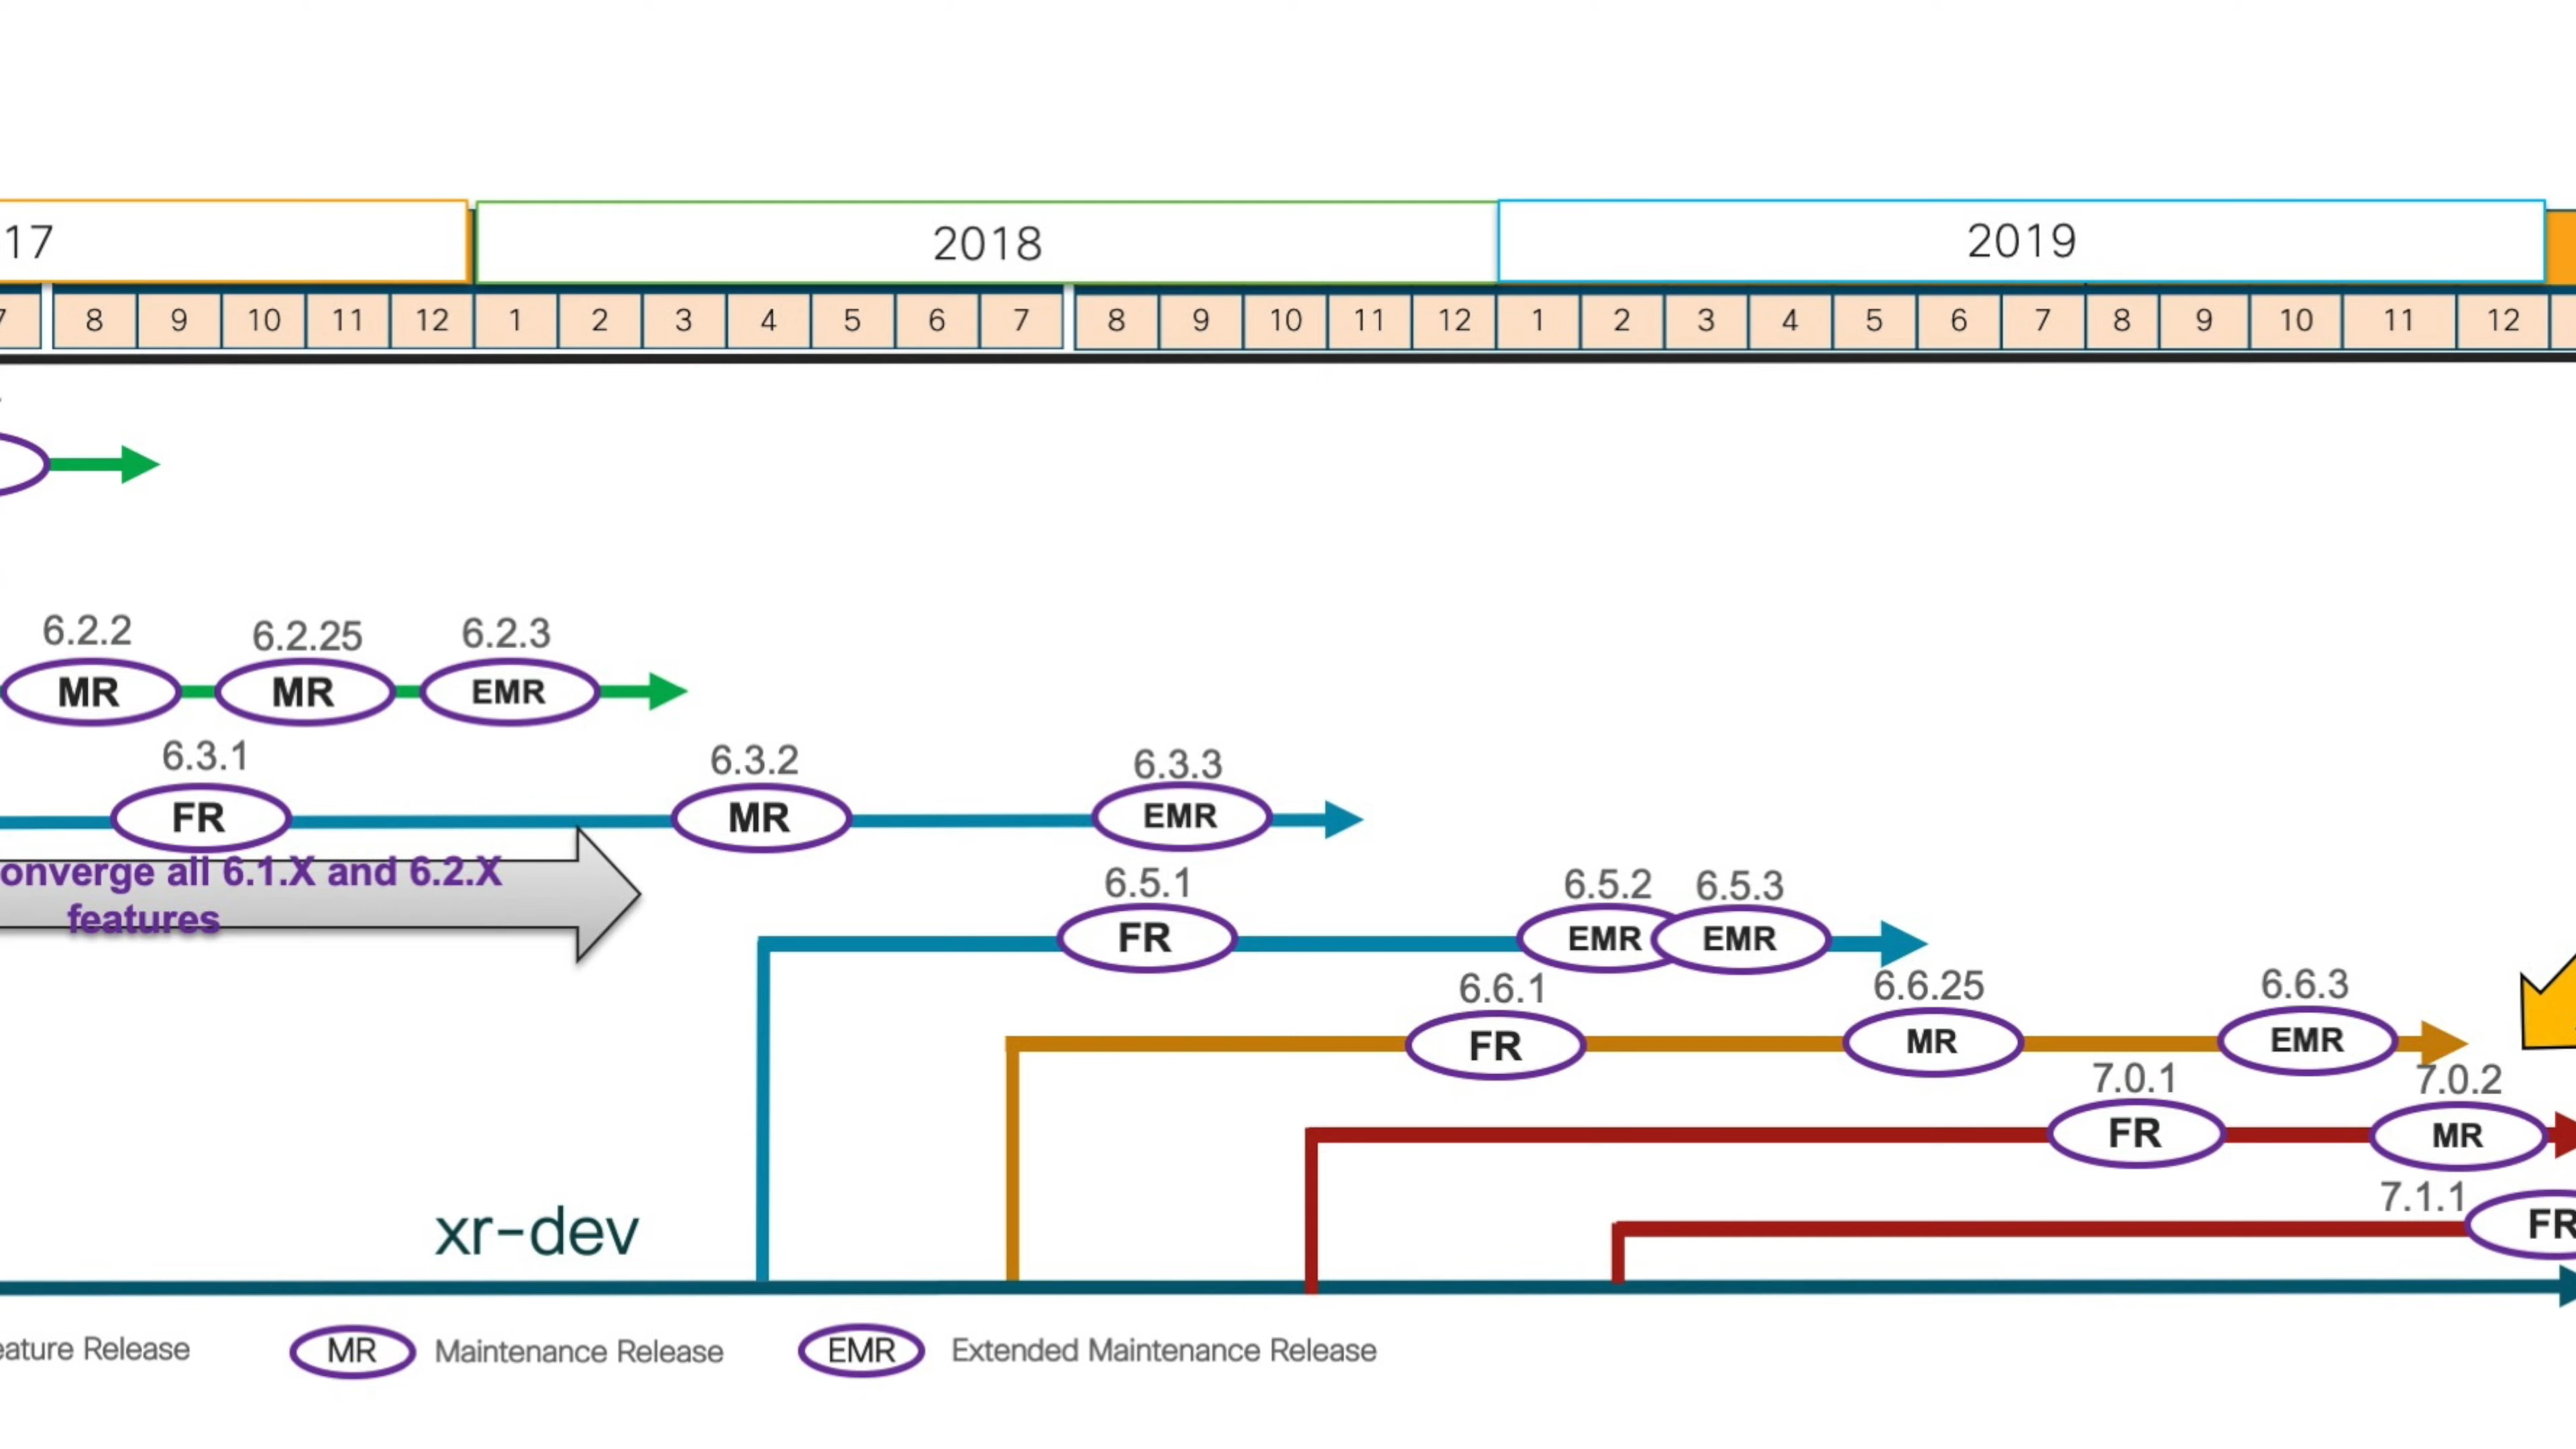 17 2018 2019
7 8 9 10 11 12 1 2 3 4 5 6 7 8 9 10 11 12 1 2 3 4 5 6 7 8 9 10 11 12
6.2.2 6.2.25 6.2.3
MR MR EMR
6.3.1 6.3.2 6.3.3
FR MR EMR
onverge all 6.1.X and 6.2.X
features
6.5.1 6.5.2 6.5.3
FR EMR EMR
6.6.1 6.6.25 6.6.3
FR MR EMR
7.0.1 7.0.2
FR MR
7.1.1
FR
xr-dev
eature Release MR Maintenance Release EMR Extended Maintenance Release